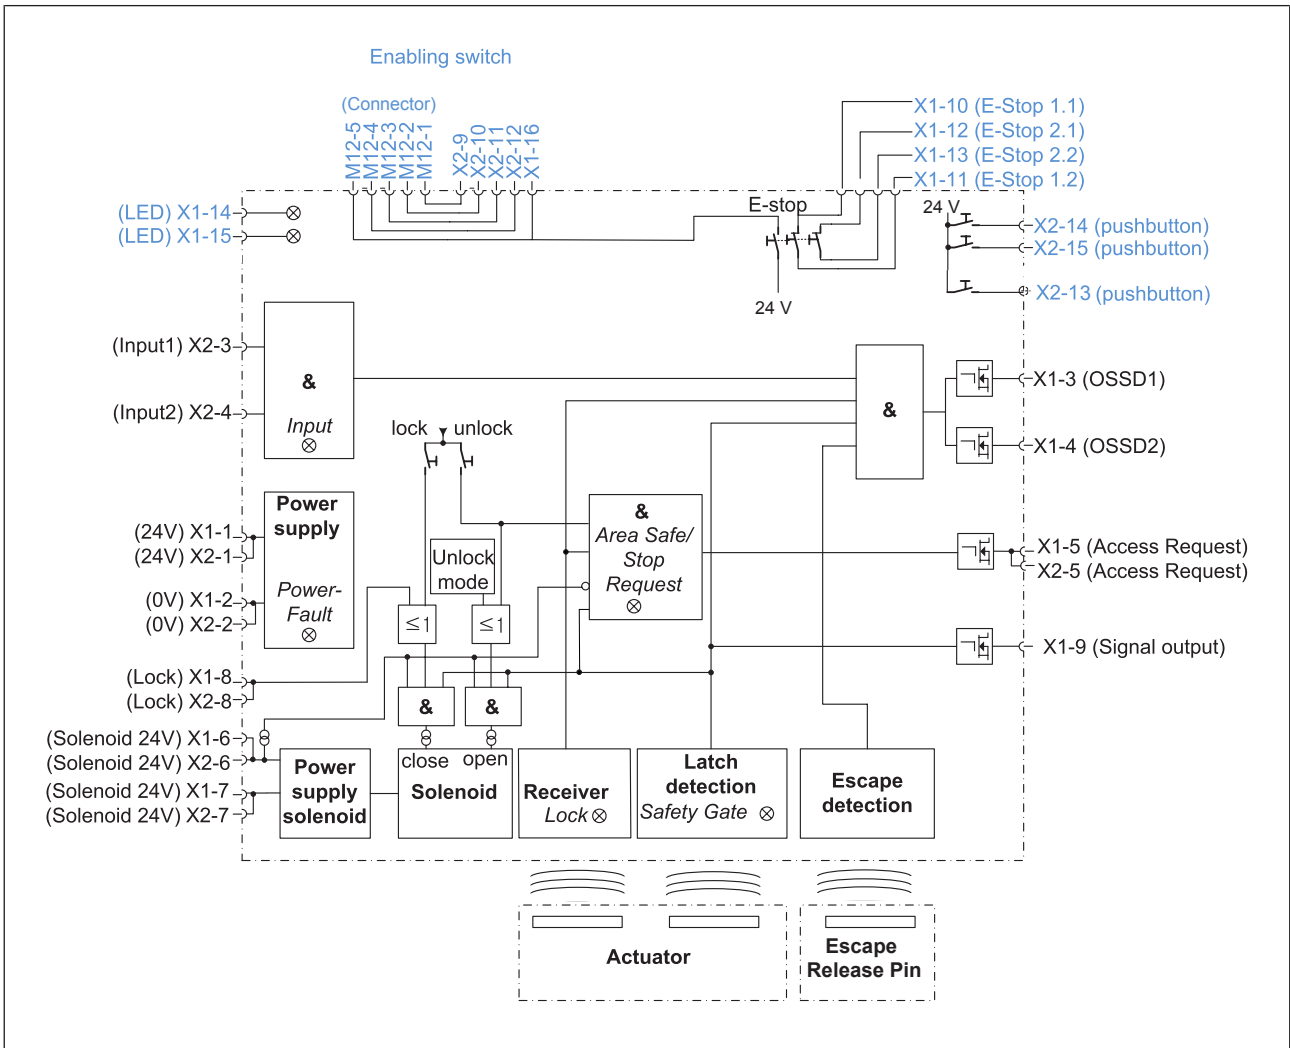 Enabling switch
(Connector)
M12-5
M12-4
M12-3
M12-2
M12-1
X2-9
X2-10
X2-11
X2-12
X1-16
X1-10 (E-Stop 1.1)
X1-12 (E-Stop 2.1)
X1-13 (E-Stop 2.2)
X1-11 (E-Stop 1.2)
(LED) X1-14
(LED) X1-15
E-stop
24 V
24 V
X2-14 (pushbutton)
X2-15 (pushbutton)
X2-13 (pushbutton)
(Input1) X2-3
(Input2) X2-4
&
Input
lock
unlock
&
X1-3 (OSSD1)
X1-4 (OSSD2)
(24V) X1-1
(24V) X2-1
(0V) X1-2
(0V) X2-2
Power
supply
Power-
Fault
Unlock
mode
≤1
≤1
&
Area Safe/
Stop
Request
X1-5 (Access Request)
X2-5 (Access Request)
X1-9 (Signal output)
(Lock) X1-8
(Lock) X2-8
&
&
(Solenoid 24V) X1-6
(Solenoid 24V) X2-6
(Solenoid 24V) X1-7
(Solenoid 24V) X2-7
Power
supply
solenoid
close
open
Solenoid
Receiver
Lock
Latch
detection
Safety Gate
Escape
detection
Actuator
Escape
Release Pin